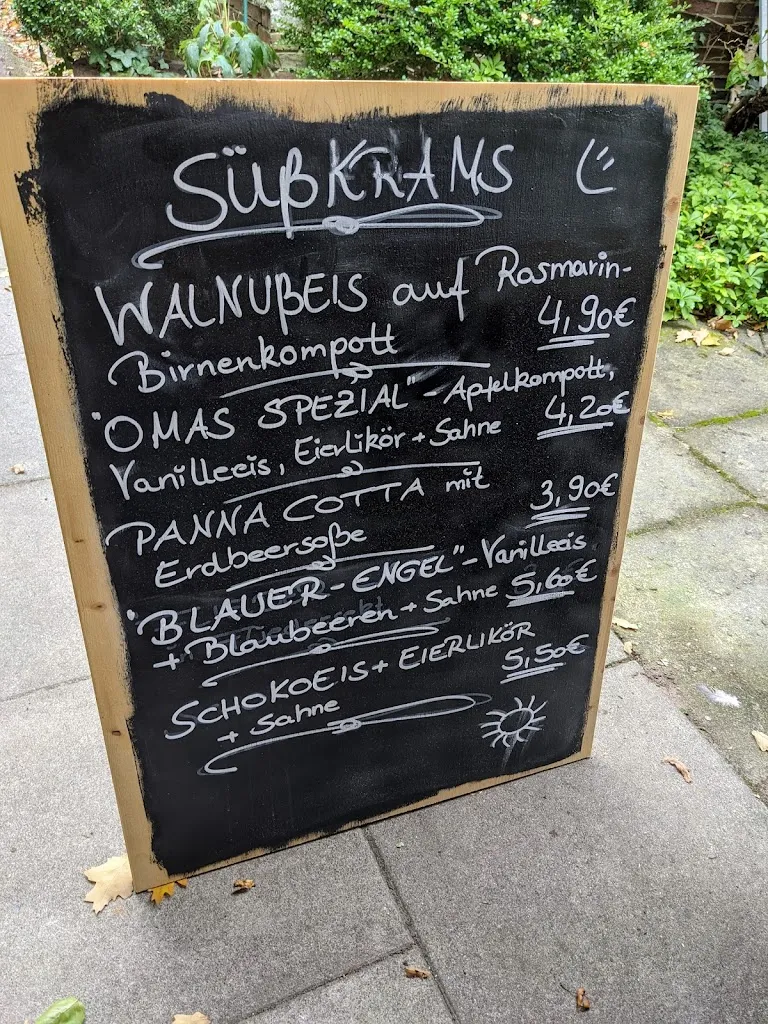 SÜßKRAMS
WALNUßEIS auf Rosmarin-
Birnenkompott 4,90€
"OMAS SPEZIAL"-Apfelkompott,
Vanilleeis, Eierlikör + Sahne 4,20€
PANNA COTTA mit
Erdbeersoße 3,90€
"BLAUER-ENGEL"-Vanilleeis
+ Blaubeeren + Sahne 5,60€
SCHOKOEIS + EIERLIKÖR
+ Sahne 5,50€